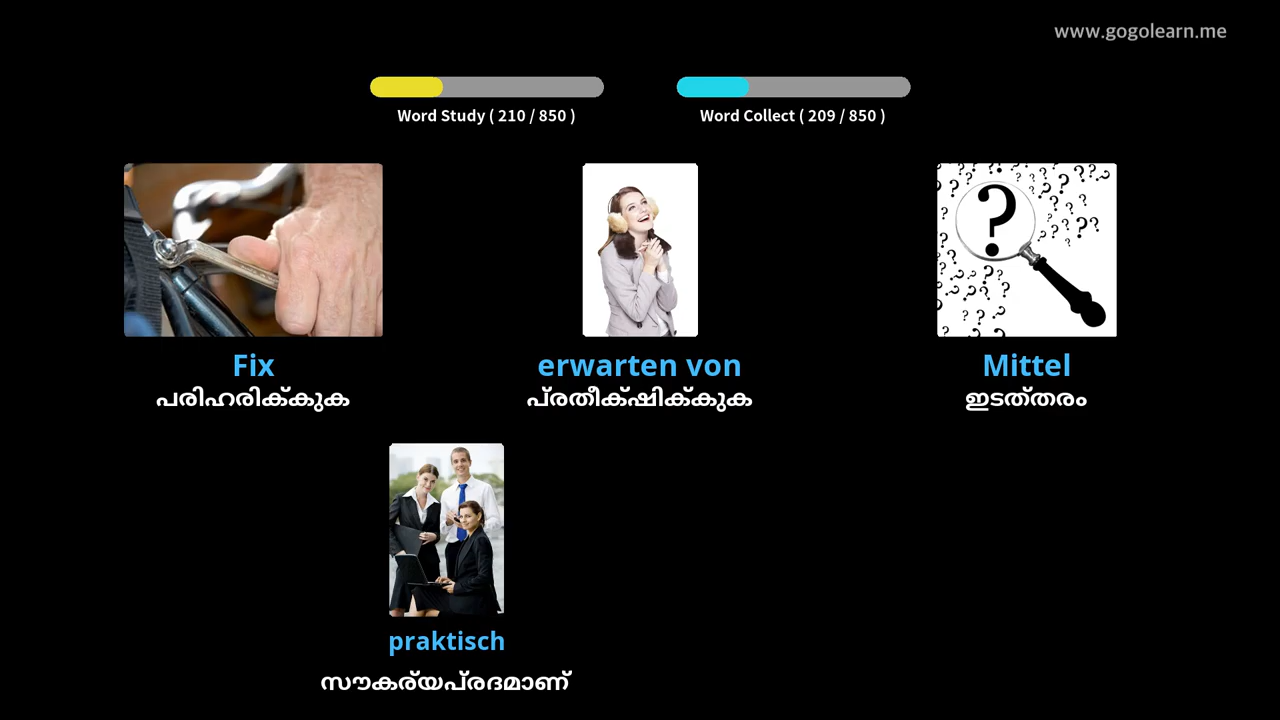 www.gogolearn.me
Word Study ( 210 / 850 )
Word Collect ( 209 / 850 )
Fix
erwarten von
Mittel
പരിഹരിക്കുക
പ്രതീക്ഷിക്കുക
ഇടത്തരം
praktisch
സൗകര്യപ്രദമാണ്